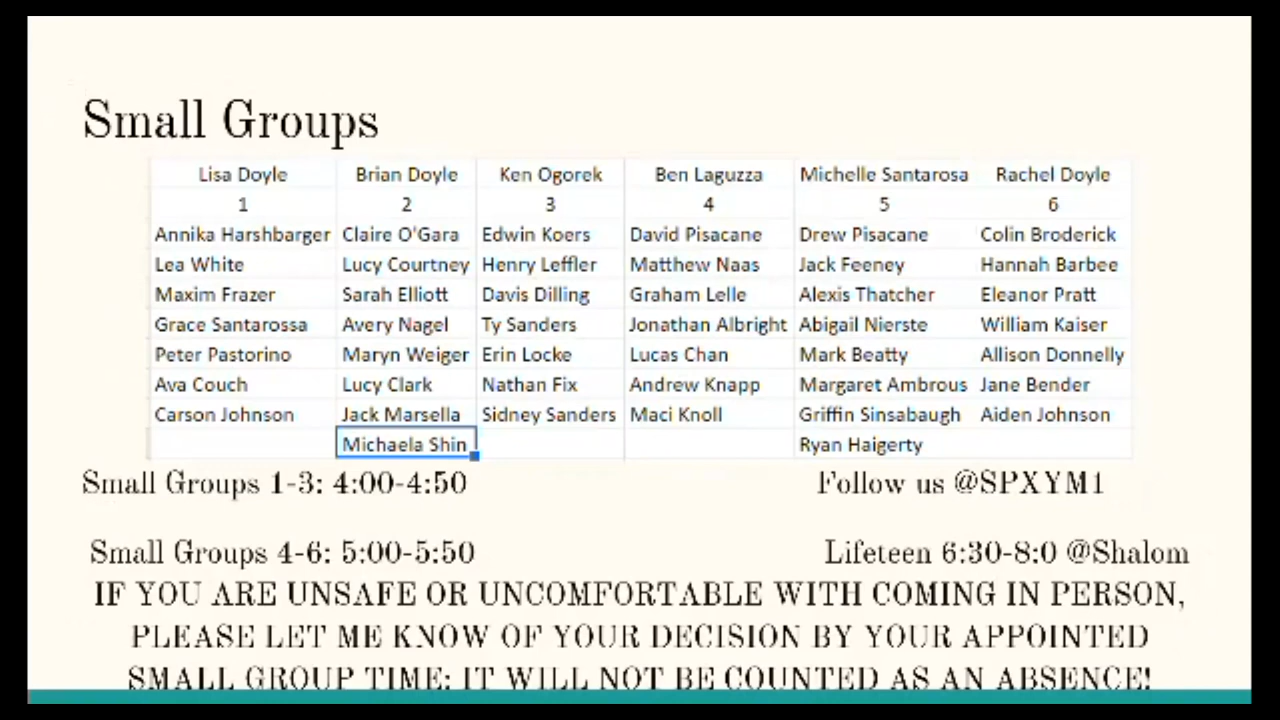 Small Groups
Lisa Doyle Brian Doyle Ken Ogorek Ben Laguzza Michelle Santarosa Rachel Doyle
1 2 3 4 5 6
Annika Harshbarger Claire O'Gara Edwin Koers David Pisacane Drew Pisacane Colin Broderick
Lea White Lucy Courtney Henry Leffler Matthew Naas Jack Feeney Hannah Barbee
Maxim Frazer Sarah Elliott Davis Dilling Graham Lelle Alexis Thatcher Eleanor Pratt
Grace Santarossa Avery Nagel Ty Sanders Jonathan Albright Abigail Nierste William Kaiser
Peter Pastorino Maryn Weiger Erin Locke Lucas Chan Mark Beatty Allison Donnelly
Ava Couch Lucy Clark Nathan Fix Andrew Knapp Margaret Ambrous Jane Bender
Carson Johnson Jack Marsella Sidney Sanders Maci Knoll Griffin Sinsabaugh Aiden Johnson
Michaela Shin Ryan Haigerty
Small Groups 1-3: 4:00-4:50 Follow us @SPXYM1
Small Groups 4-6: 5:00-5:50 Lifeteen 6:30-8:0 @Shalom
IF YOU ARE UNSAFE OR UNCOMFORTABLE WITH COMING IN PERSON,
PLEASE LET ME KNOW OF YOUR DECISION BY YOUR APPOINTED
SMALL GROUP TIME; IT WILL NOT BE COUNTED AS AN ABSENCE!